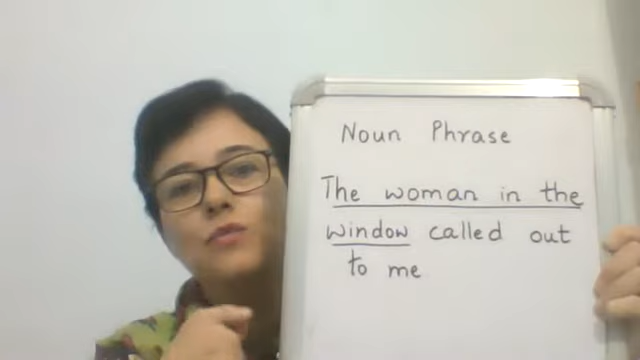 Noun Phrase
The woman in the
window called out
to me